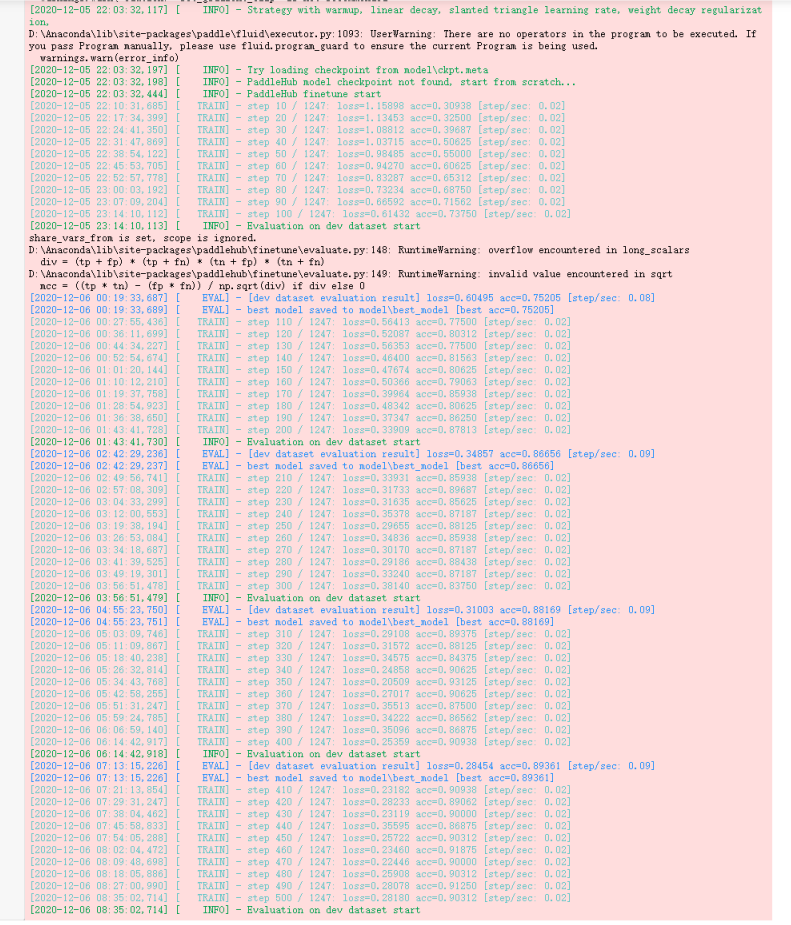 [2020-12-05 22:03:32,117] [    INFO] - Strategy with warmup, linear decay, slanted triangle learning rate, weight decay regularizat
ion,
D:\Anaconda\lib\site-packages\paddle\fluid\executor.py:1093: UserWarning: There are no operators in the program to be executed. If
you pass Program manually, please use fluid.program_guard to ensure the current Program is being used.
warnings.warn(error_info)
[2020-12-05 22:03:32,197] [    INFO] - Try loading checkpoint from model\ckpt.meta
[2020-12-05 22:03:32,198] [    INFO] - PaddleHub model checkpoint not found, start from scratch...
[2020-12-05 22:03:32,444] [    INFO] - PaddleHub finetune start
[2020-12-05 22:10:31,685] [   TRAIN] - step 10 / 1247: loss=1.15898 acc=0.30938 [step/sec: 0.02]
[2020-12-05 22:17:34,399] [   TRAIN] - step 20 / 1247: loss=1.13453 acc=0.32500 [step/sec: 0.02]
[2020-12-05 22:24:41,350] [   TRAIN] - step 30 / 1247: loss=1.08812 acc=0.39687 [step/sec: 0.02]
[2020-12-05 22:31:47,869] [   TRAIN] - step 40 / 1247: loss=1.03715 acc=0.50625 [step/sec: 0.02]
[2020-12-05 22:38:54,122] [   TRAIN] - step 50 / 1247: loss=0.98485 acc=0.55000 [step/sec: 0.02]
[2020-12-05 22:45:53,705] [   TRAIN] - step 60 / 1247: loss=0.94270 acc=0.60625 [step/sec: 0.02]
[2020-12-05 22:52:57,778] [   TRAIN] - step 70 / 1247: loss=0.83287 acc=0.65312 [step/sec: 0.02]
[2020-12-05 23:00:03,192] [   TRAIN] - step 80 / 1247: loss=0.73234 acc=0.68750 [step/sec: 0.02]
[2020-12-05 23:07:09,204] [   TRAIN] - step 90 / 1247: loss=0.66592 acc=0.71562 [step/sec: 0.02]
[2020-12-05 23:14:10,112] [   TRAIN] - step 100 / 1247: loss=0.61432 acc=0.73750 [step/sec: 0.02]
[2020-12-05 23:14:10,113] [    INFO] - Evaluation on dev dataset start
share_vars_from is set, scope is ignored.
D:\Anaconda\lib\site-packages\paddlehub\finetune\evaluate.py:148: RuntimeWarning: overflow encountered in long_scalars
div = (tp + fp) * (tp + fn) * (tn + fp) * (tn + fn)
D:\Anaconda\lib\site-packages\paddlehub\finetune\evaluate.py:149: RuntimeWarning: invalid value encountered in sqrt
mcc = ((tp * tn) - (fp * fn)) / np.sqrt(div) if div else 0
[2020-12-06 00:19:33,687] [    EVAL] - [dev dataset evaluation result] loss=0.60495 acc=0.75205 [step/sec: 0.08]
[2020-12-06 00:19:33,689] [    EVAL] - best model saved to model\best_model [best acc=0.75205]
[2020-12-06 00:27:55,436] [   TRAIN] - step 110 / 1247: loss=0.56413 acc=0.77500 [step/sec: 0.02]
[2020-12-06 00:36:11,699] [   TRAIN] - step 120 / 1247: loss=0.52087 acc=0.80312 [step/sec: 0.02]
[2020-12-06 00:44:34,227] [   TRAIN] - step 130 / 1247: loss=0.56353 acc=0.77500 [step/sec: 0.02]
[2020-12-06 00:52:54,674] [   TRAIN] - step 140 / 1247: loss=0.46400 acc=0.81563 [step/sec: 0.02]
[2020-12-06 01:01:20,144] [   TRAIN] - step 150 / 1247: loss=0.47674 acc=0.80625 [step/sec: 0.02]
[2020-12-06 01:10:12,210] [   TRAIN] - step 160 / 1247: loss=0.50366 acc=0.79063 [step/sec: 0.02]
[2020-12-06 01:19:37,758] [   TRAIN] - step 170 / 1247: loss=0.39964 acc=0.85938 [step/sec: 0.02]
[2020-12-06 01:28:54,923] [   TRAIN] - step 180 / 1247: loss=0.48342 acc=0.80625 [step/sec: 0.02]
[2020-12-06 01:36:38,650] [   TRAIN] - step 190 / 1247: loss=0.37347 acc=0.86250 [step/sec: 0.02]
[2020-12-06 01:43:41,728] [   TRAIN] - step 200 / 1247: loss=0.33909 acc=0.87813 [step/sec: 0.02]
[2020-12-06 01:43:41,730] [    INFO] - Evaluation on dev dataset start
[2020-12-06 02:42:29,236] [    EVAL] - [dev dataset evaluation result] loss=0.34857 acc=0.86656 [step/sec: 0.09]
[2020-12-06 02:42:29,237] [    EVAL] - best model saved to model\best_model [best acc=0.86656]
[2020-12-06 02:49:56,741] [   TRAIN] - step 210 / 1247: loss=0.33931 acc=0.85938 [step/sec: 0.02]
[2020-12-06 02:57:08,309] [   TRAIN] - step 220 / 1247: loss=0.31733 acc=0.89687 [step/sec: 0.02]
[2020-12-06 03:04:33,299] [   TRAIN] - step 230 / 1247: loss=0.31635 acc=0.85625 [step/sec: 0.02]
[2020-12-06 03:12:00,553] [   TRAIN] - step 240 / 1247: loss=0.35378 acc=0.87187 [step/sec: 0.02]
[2020-12-06 03:19:38,194] [   TRAIN] - step 250 / 1247: loss=0.29655 acc=0.88125 [step/sec: 0.02]
[2020-12-06 03:26:53,084] [   TRAIN] - step 260 / 1247: loss=0.34836 acc=0.85938 [step/sec: 0.02]
[2020-12-06 03:34:18,687] [   TRAIN] - step 270 / 1247: loss=0.30170 acc=0.87187 [step/sec: 0.02]
[2020-12-06 03:41:39,525] [   TRAIN] - step 280 / 1247: loss=0.29186 acc=0.88438 [step/sec: 0.02]
[2020-12-06 03:49:19,301] [   TRAIN] - step 290 / 1247: loss=0.33240 acc=0.87187 [step/sec: 0.02]
[2020-12-06 03:56:51,478] [   TRAIN] - step 300 / 1247: loss=0.38140 acc=0.83750 [step/sec: 0.02]
[2020-12-06 03:56:51,479] [    INFO] - Evaluation on dev dataset start
[2020-12-06 04:55:23,750] [    EVAL] - [dev dataset evaluation result] loss=0.31003 acc=0.88169 [step/sec: 0.09]
[2020-12-06 04:55:23,751] [    EVAL] - best model saved to model\best_model [best acc=0.88169]
[2020-12-06 05:03:09,746] [   TRAIN] - step 310 / 1247: loss=0.29108 acc=0.89375 [step/sec: 0.02]
[2020-12-06 05:11:09,867] [   TRAIN] - step 320 / 1247: loss=0.31572 acc=0.88125 [step/sec: 0.02]
[2020-12-06 05:18:40,238] [   TRAIN] - step 330 / 1247: loss=0.34575 acc=0.84375 [step/sec: 0.02]
[2020-12-06 05:26:32,814] [   TRAIN] - step 340 / 1247: loss=0.24858 acc=0.90625 [step/sec: 0.02]
[2020-12-06 05:34:43,768] [   TRAIN] - step 350 / 1247: loss=0.20509 acc=0.93125 [step/sec: 0.02]
[2020-12-06 05:42:58,255] [   TRAIN] - step 360 / 1247: loss=0.27017 acc=0.90625 [step/sec: 0.02]
[2020-12-06 05:51:31,247] [   TRAIN] - step 370 / 1247: loss=0.35513 acc=0.87500 [step/sec: 0.02]
[2020-12-06 05:59:24,785] [   TRAIN] - step 380 / 1247: loss=0.34222 acc=0.86562 [step/sec: 0.02]
[2020-12-06 06:06:59,140] [   TRAIN] - step 390 / 1247: loss=0.35096 acc=0.86875 [step/sec: 0.02]
[2020-12-06 06:14:42,917] [   TRAIN] - step 400 / 1247: loss=0.25359 acc=0.90938 [step/sec: 0.02]
[2020-12-06 06:14:42,918] [    INFO] - Evaluation on dev dataset start
[2020-12-06 07:13:15,226] [    EVAL] - [dev dataset evaluation result] loss=0.28454 acc=0.89361 [step/sec: 0.09]
[2020-12-06 07:13:15,226] [    EVAL] - best model saved to model\best_model [best acc=0.89361]
[2020-12-06 07:21:13,854] [   TRAIN] - step 410 / 1247: loss=0.23182 acc=0.90938 [step/sec: 0.02]
[2020-12-06 07:29:31,247] [   TRAIN] - step 420 / 1247: loss=0.28233 acc=0.89062 [step/sec: 0.02]
[2020-12-06 07:38:04,462] [   TRAIN] - step 430 / 1247: loss=0.23119 acc=0.90000 [step/sec: 0.02]
[2020-12-06 07:45:58,833] [   TRAIN] - step 440 / 1247: loss=0.35595 acc=0.86875 [step/sec: 0.02]
[2020-12-06 07:54:05,288] [   TRAIN] - step 450 / 1247: loss=0.25722 acc=0.90312 [step/sec: 0.02]
[2020-12-06 08:02:04,472] [   TRAIN] - step 460 / 1247: loss=0.23460 acc=0.91875 [step/sec: 0.02]
[2020-12-06 08:09:48,698] [   TRAIN] - step 470 / 1247: loss=0.22446 acc=0.90000 [step/sec: 0.02]
[2020-12-06 08:18:05,886] [   TRAIN] - step 480 / 1247: loss=0.25908 acc=0.90312 [step/sec: 0.02]
[2020-12-06 08:27:00,990] [   TRAIN] - step 490 / 1247: loss=0.28078 acc=0.91250 [step/sec: 0.02]
[2020-12-06 08:35:02,714] [   TRAIN] - step 500 / 1247: loss=0.28180 acc=0.90312 [step/sec: 0.02]
[2020-12-06 08:35:02,714] [    INFO] - Evaluation on dev dataset start